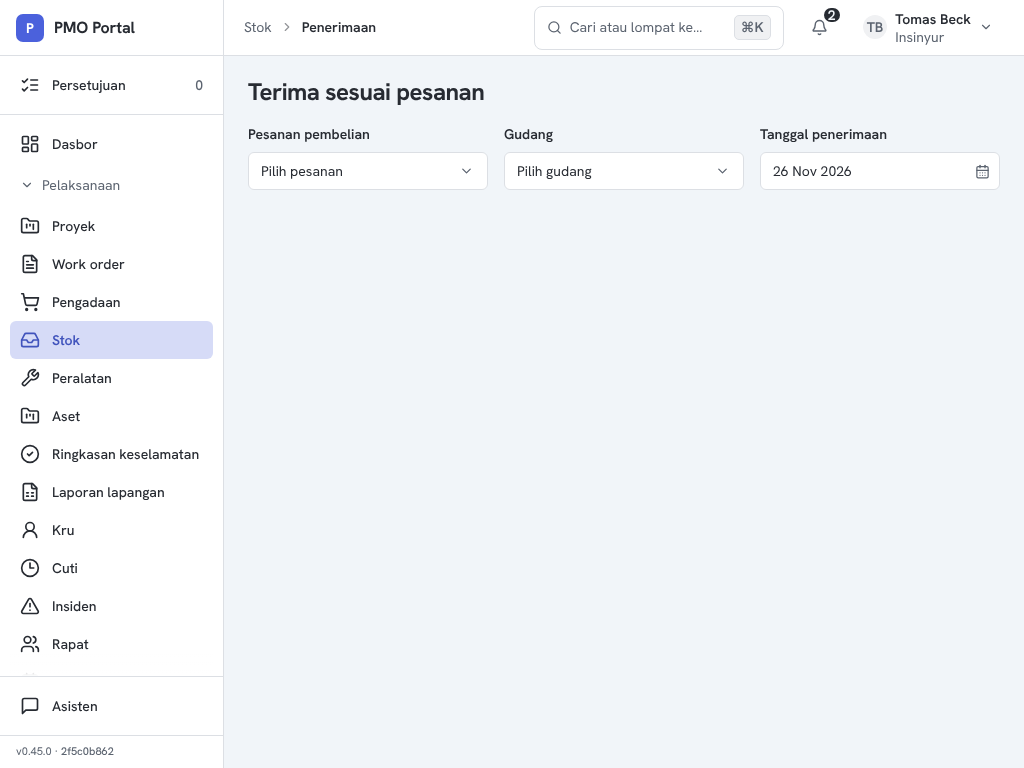 P PMO Portal
Stok > Penerimaan
Cari atau lompat ke...
⌘K
2
TB
Tomas Beck
Insinyur
Persetujuan 0
Dasbor
Pelaksanaan
Proyek
Work order
Pengadaan
Stok
Peralatan
Aset
Ringkasan keselamatan
Laporan lapangan
Kru
Cuti
Insiden
Rapat
Asisten
v0.45.0 · 2f5c0b862
Terima sesuai pesanan
Pesanan pembelian
Pilih pesanan
Gudang
Pilih gudang
Tanggal penerimaan
26 Nov 2026